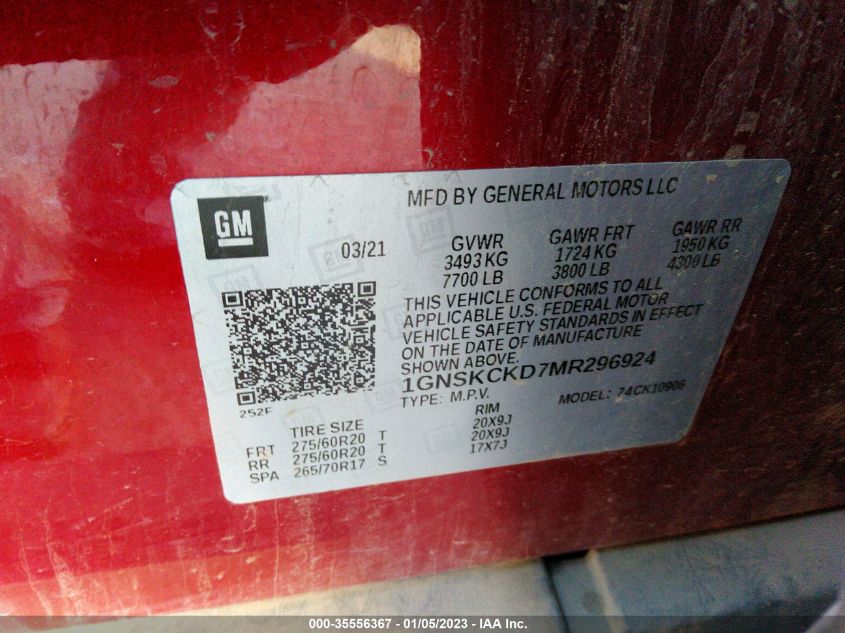 GM
MFD BY GENERAL MOTORS LLC
03/21
GVWR GAWR FRT GAWR RR
3493 KG 1724 KG 1950 KG
7700 LB 3800 LB 4300 LB
THIS VEHICLE CONFORMS TO ALL
APPLICABLE U.S. FEDERAL MOTOR
VEHICLE SAFETY STANDARDS IN EFFECT
ON THE DATE OF MANUFACTURE
SHOWN ABOVE.
1GNSKCKD7MR296924
TYPE: M.P.V. MODEL: 74CK10906
252F
TIRE SIZE RIM
FRT 275/60R20 T 20X9J
RR 275/60R20 T 20X9J
SPA 265/70R17 S 17X7J
000-35556367 - 01/05/2023 - IAA Inc.